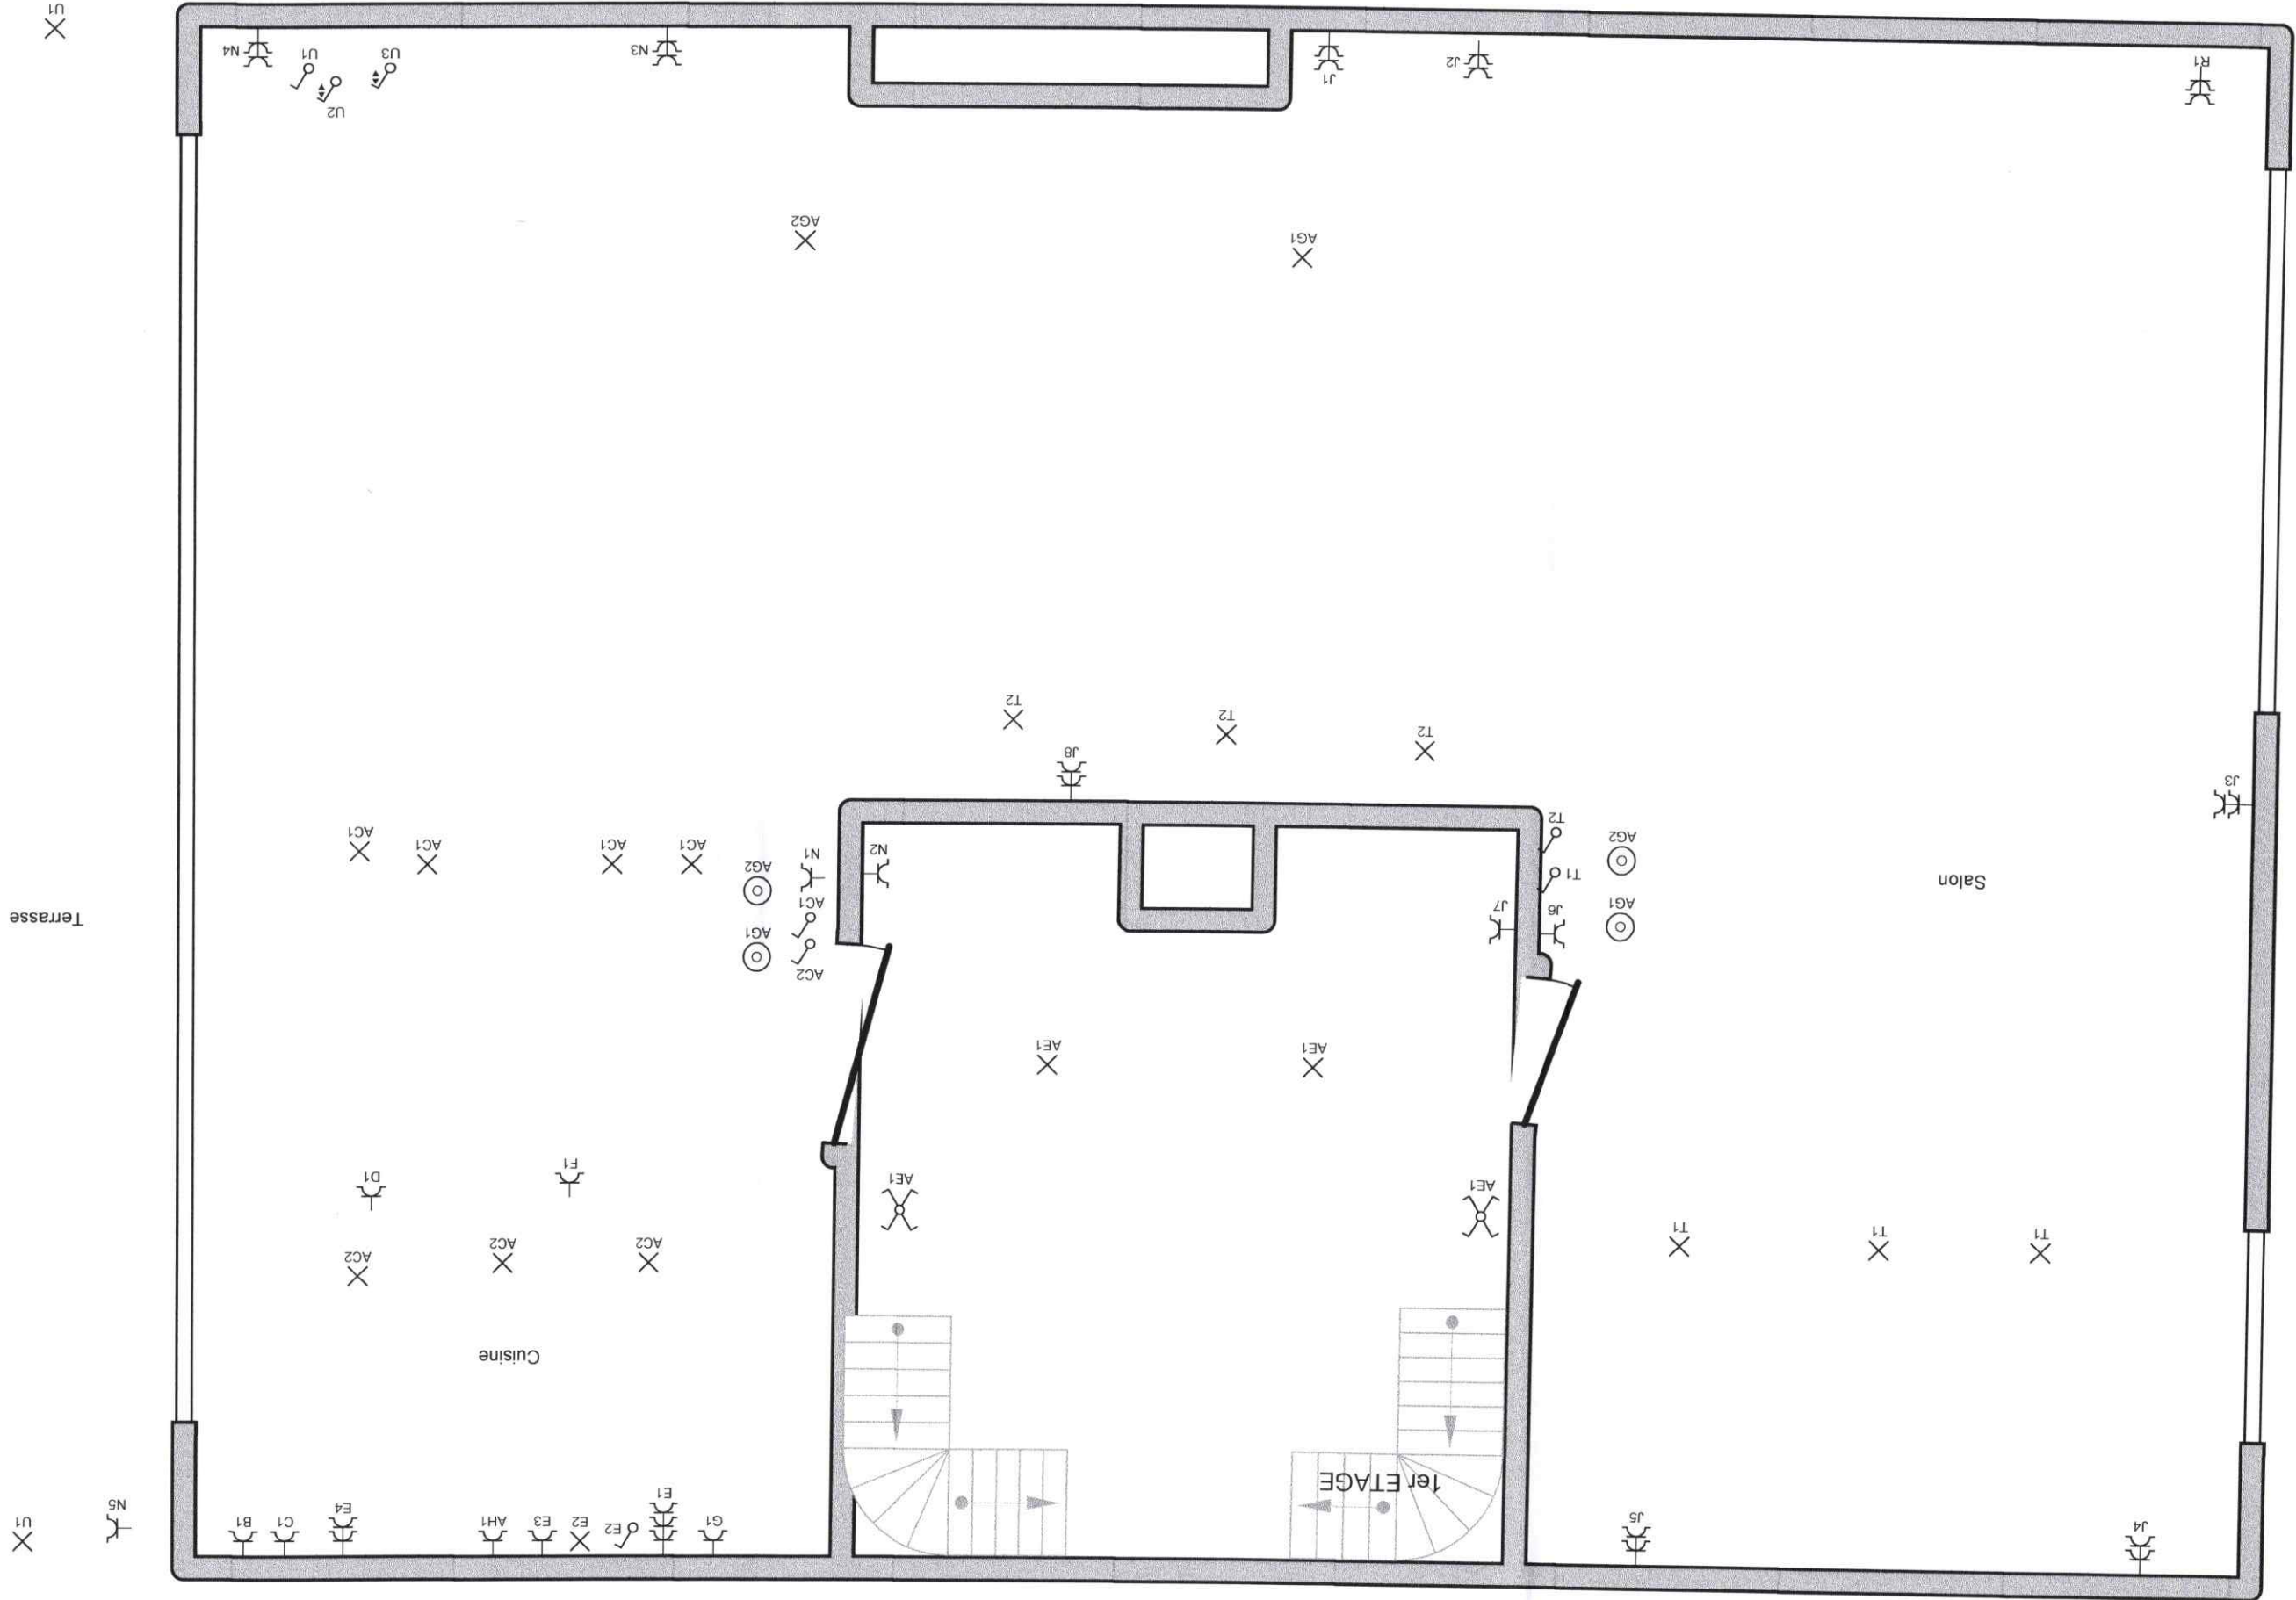 J4
J5
G1
E1
E2
E2
E3
AH1
E4
C1
B1
N5
U1
1er ETAGE
Cuisine
T1
T1
T1
AC2
AC2
AC2
AE1
AE1
F1
D1
AE1
AE1
AC2
AG1
AG1
J6
J7
Terrasse
Salon
T1
AC1
AG2
T2
N2
N1
AG2
AC1
AC1
AC1
AC1
J3
J8
T2
T2
T2
AG1
AG2
U2
J1
R1
J2
N3
U3
U1
N4
U1